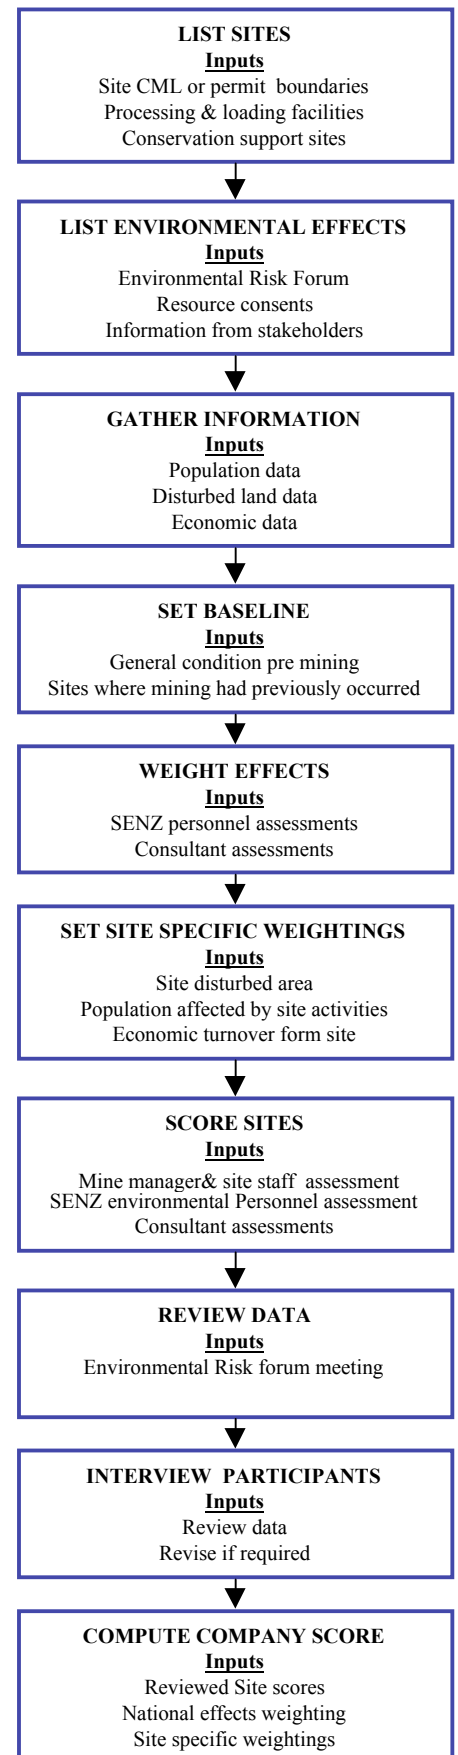 LIST SITES
Inputs
Site CML or permit boundaries
Processing & loading facilities
Conservation support sites
LIST ENVIRONMENTAL EFFECTS
Inputs
Environmental Risk Forum
Resource consents
Information from stakeholders
GATHER INFORMATION
Inputs
Population data
Disturbed land data
Economic data
SET BASELINE
Inputs
General condition pre mining
Sites where mining had previously occurred
WEIGHT EFFECTS
Inputs
SENZ personnel assessments
Consultant assessments
SET SITE SPECIFIC WEIGHTINGS
Inputs
Site disturbed area
Population affected by site activities
Economic turnover form site
SCORE SITES
Inputs
Mine manager& site staff assessment
SENZ environmental Personnel assessment
Consultant assessments
REVIEW DATA
Inputs
Environmental Risk forum meeting
INTERVIEW PARTICIPANTS
Inputs
Review data
Revise if required
COMPUTE COMPANY SCORE
Inputs
Reviewed Site scores
National effects weighting
Site specific weightings